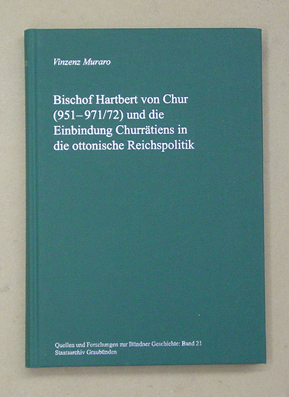 Vinzenz Muraro
Bischof Hartbert von Chur
(951–971/72) und die
Einbindung Churrätiens in
die ottonische Reichspolitik
Quellen und Forschungen zur Bündner Geschichte: Band 21
Staatsarchiv Graubünden